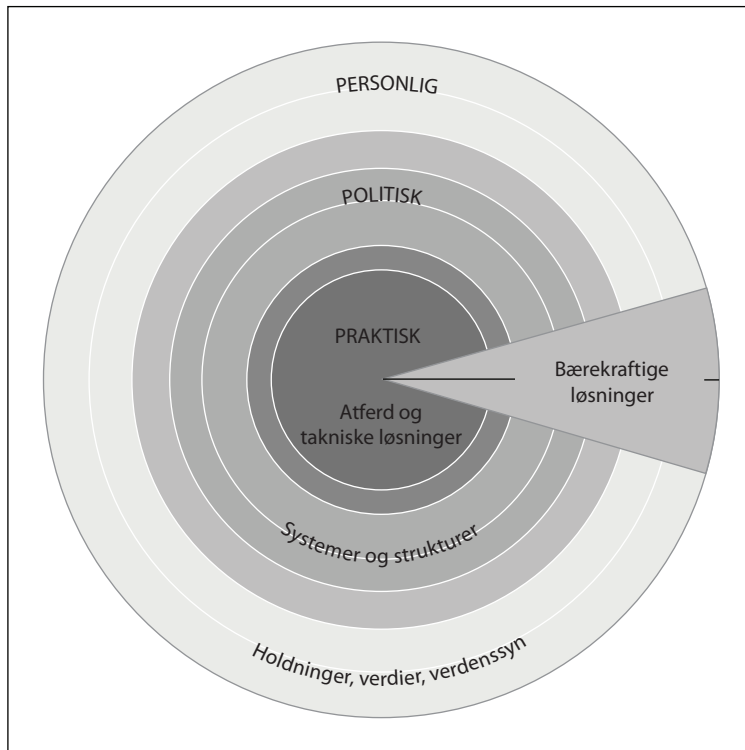 PERSONLIG
POLITISK
PRAKTISK
Atferd og
takniske løsninger
Bærekraftige
løsninger
Systemer og strukturer
Holdninger, verdier, verdenssyn